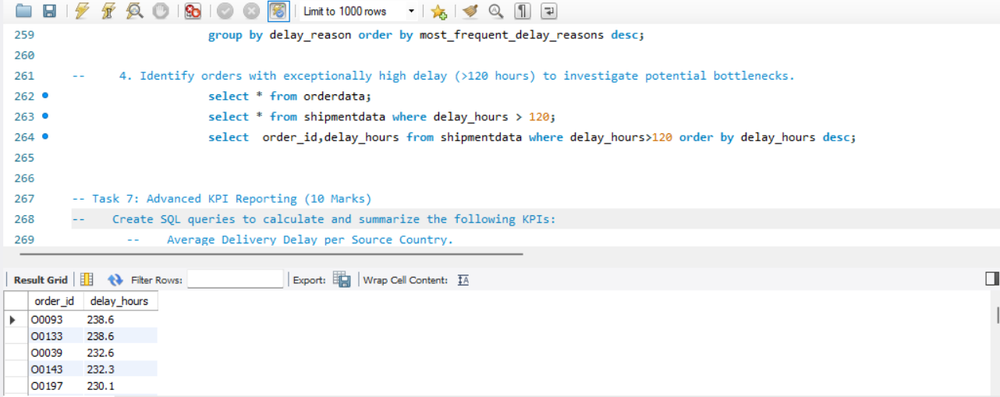 Limit to 1000 rows
259 group by delay_reason order by most_frequent_delay_reasons desc;
260
261 -- 4. Identify orders with exceptionally high delay (>120 hours) to investigate potential bottlenecks.
262 select * from orderdata;
263 select * from shipmentdata where delay_hours > 120;
264 select order_id,delay_hours from shipmentdata where delay_hours>120 order by delay_hours desc;
265
266
267 -- Task 7: Advanced KPI Reporting (10 Marks)
268 -- Create SQL queries to calculate and summarize the following KPIs:
269 -- Average Delivery Delay per Source Country.
Result Grid Filter Rows: Export: Wrap Cell Content: IA
order_id delay_hours
O0093 238.6
O0133 238.6
O0039 232.6
O0143 232.3
O0197 230.1